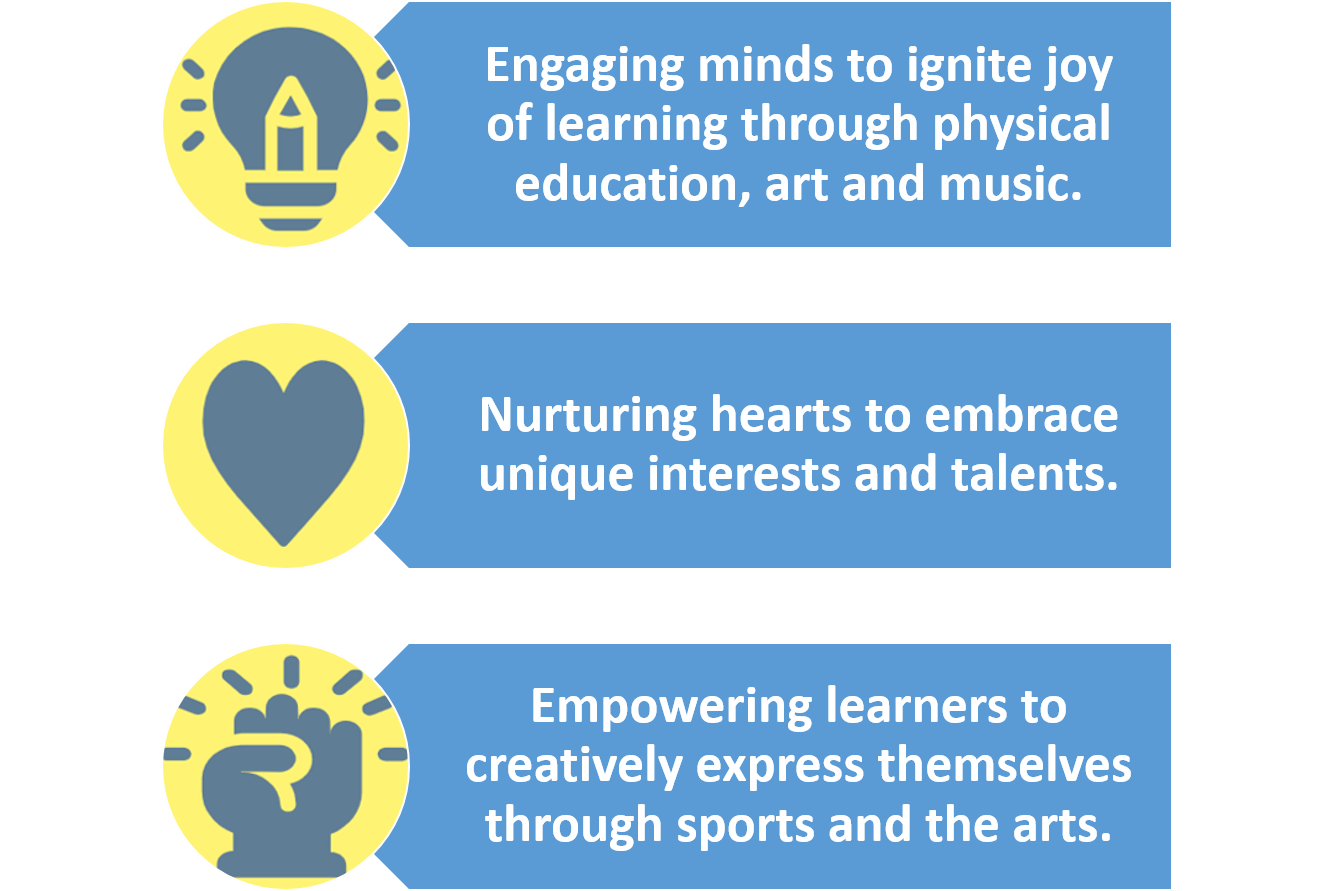 Engaging minds to ignite joy
of learning through physical
education, art and music.
Nurturing hearts to embrace
unique interests and talents.
Empowering learners to
creatively express themselves
through sports and the arts.